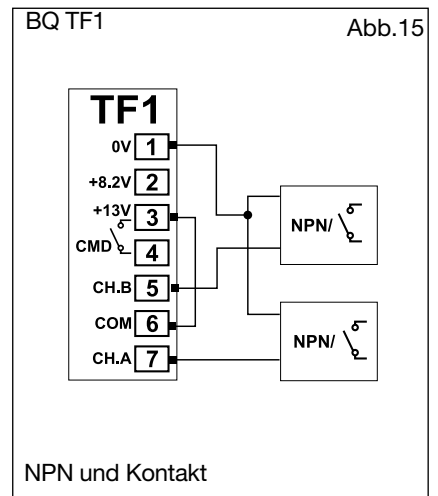 BQ TF1
Abb.15
TF1
0V 1
+8.2V 2
+13V 3
CMD 4
CH.B 5
COM 6
CH.A 7
NPN/
NPN/
NPN und Kontakt